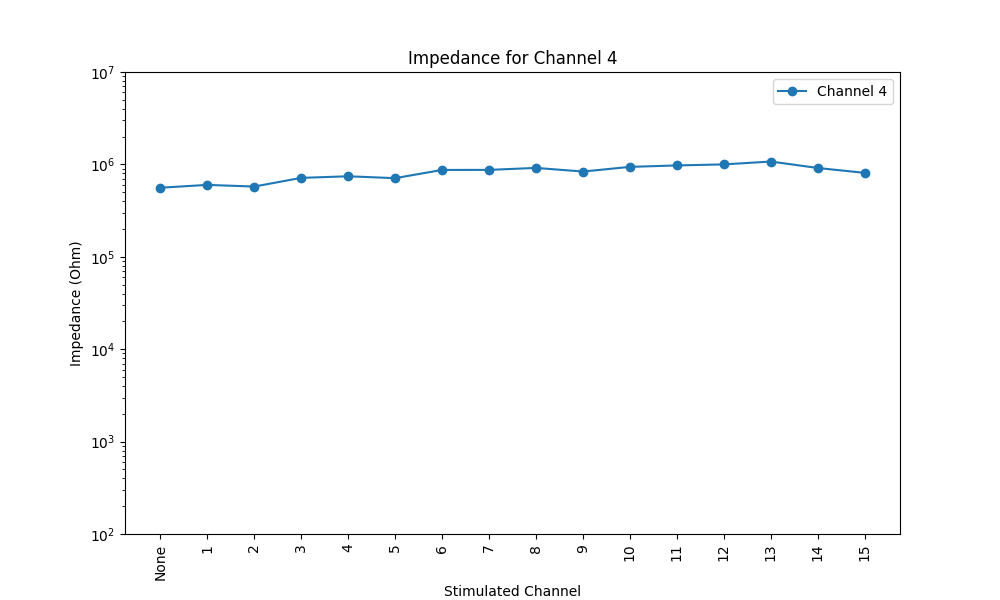 Impedance for Channel 4
Channel 4
10⁷
10⁶
10⁵
10⁴
10³
10²
Impedance (Ohm)
None 1 2 3 4 5 6 7 8 9 10 11 12 13 14 15
Stimulated Channel